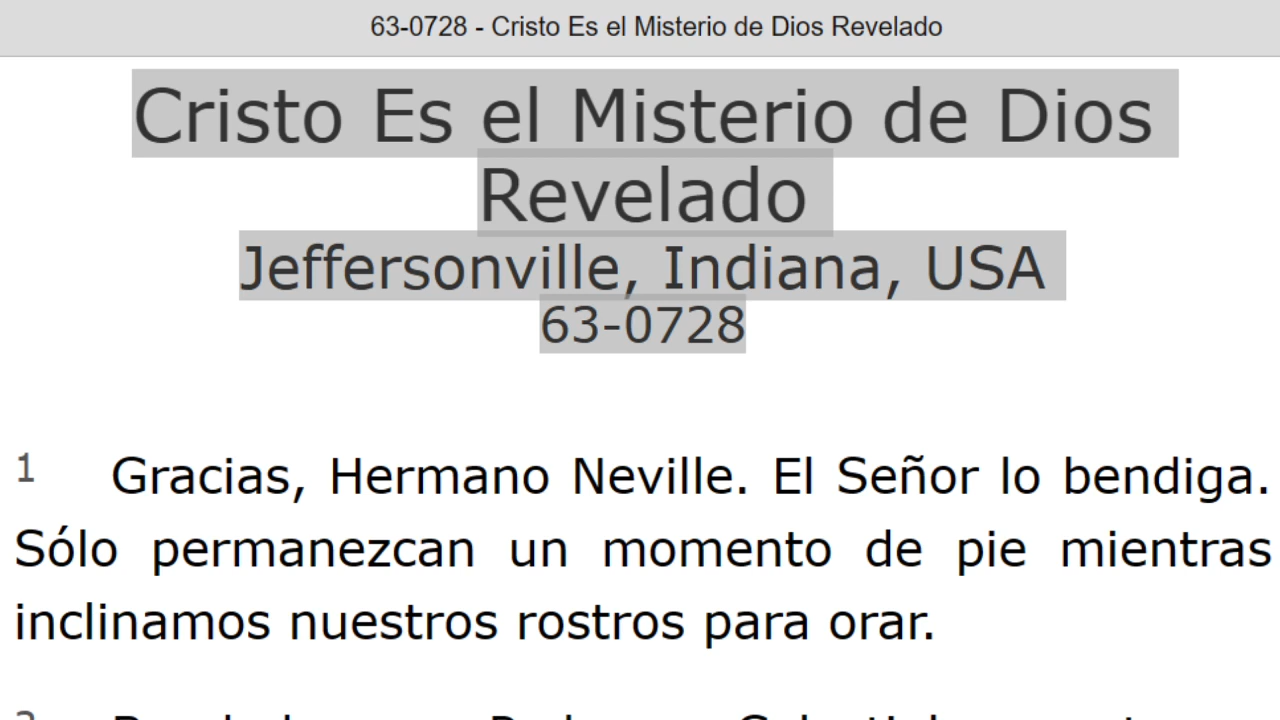 63-0728 - Cristo Es el Misterio de Dios Revelado
Cristo Es el Misterio de Dios
Revelado
Jeffersonville, Indiana, USA
63-0728
1 Gracias, Hermano Neville. El Señor lo bendiga.
Sólo permanezcan un momento de pie mientras
inclinamos nuestros rostros para orar.